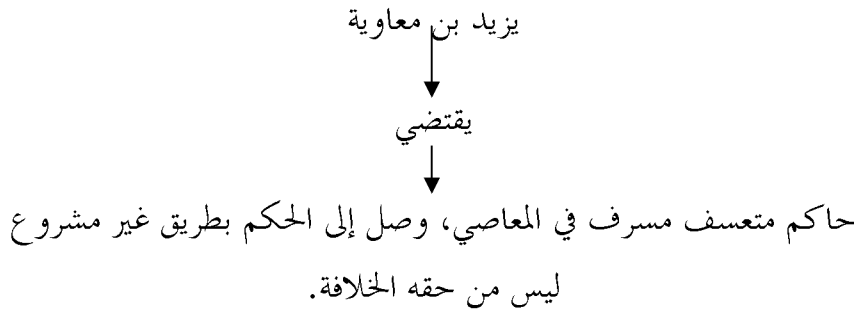 يزيد بن معاوية
يقتضي
حاكم متعسف مسرف في المعاصي، وصل إلى الحكم بطريق غير مشروع
ليس من حقه الخلافة.